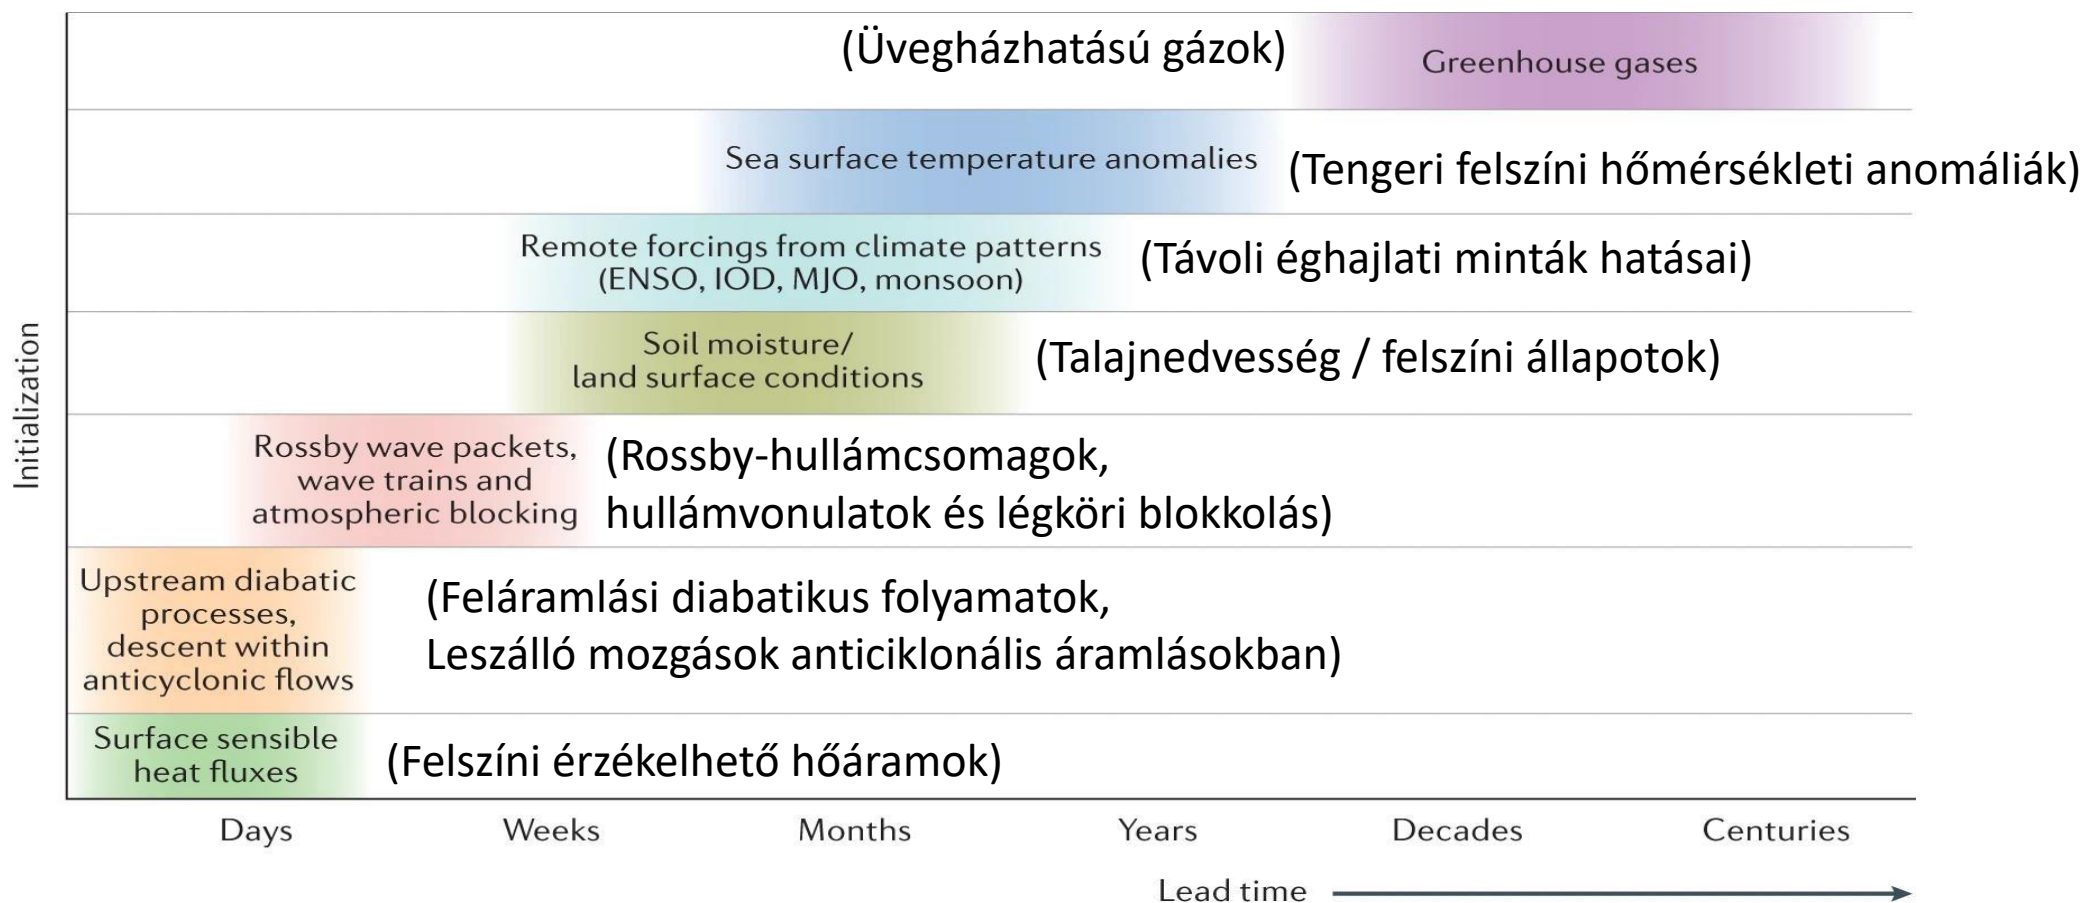 (Üvegházhatású gázok)
Greenhouse gases
Sea surface temperature anomalies
(Tengeri felszíni hőmérsékleti anomáliák)
Remote forcings from climate patterns
(ENSO, IOD, MJO, monsoon)
(Távoli éghajlati minták hatásai)
Soil moisture/
land surface conditions
(Talajnedvesség / felszíni állapotok)
Initialization
Rossby wave packets,
wave trains and
atmospheric blocking
(Rossby-hullámcsomagok,
hullámvonulatok és légköri blokkolás)
Upstream diabatic
processes,
descent within
anticyclonic flows
(Feláramlási diabatikus folyamatok,
Leszálló mozgások anticiklonális áramlásokban)
Surface sensible
heat fluxes
(Felszíni érzékelhető hőáramok)
Days Weeks Months Years Decades Centuries
Lead time